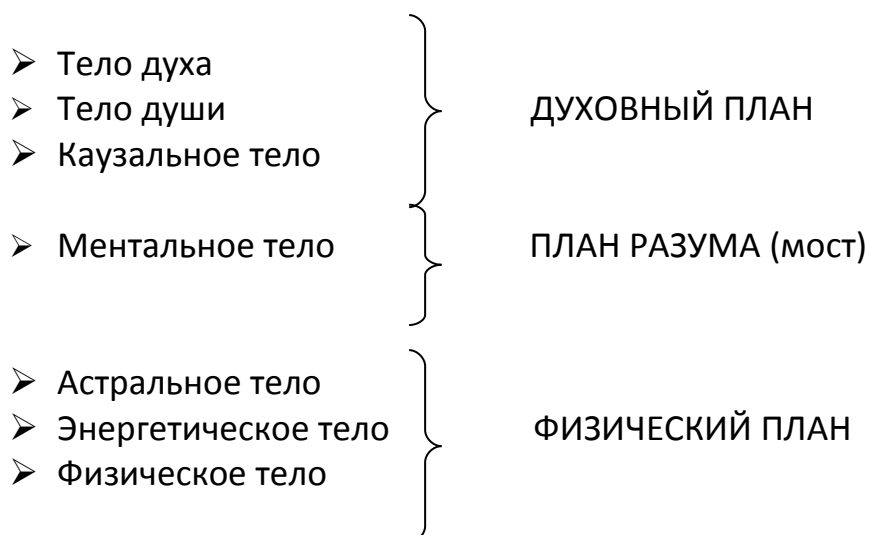 ➢ Тело духа
➢ Тело души ДУХОВНЫЙ ПЛАН
➢ Каузальное тело
➢ Ментальное тело ПЛАН РАЗУМА (мост)
➢ Астральное тело
➢ Энергетическое тело ФИЗИЧЕСКИЙ ПЛАН
➢ Физическое тело